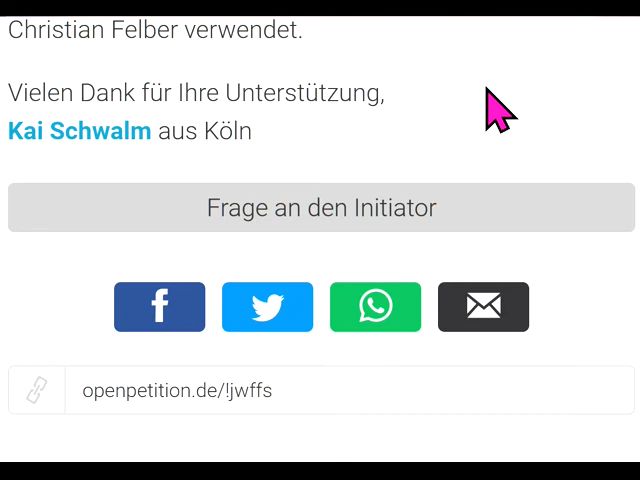 Christian Felber verwendet.
Vielen Dank für Ihre Unterstützung,
Kai Schwalm aus Köln
Frage an den Initiator
openpetition.de/!jwffs